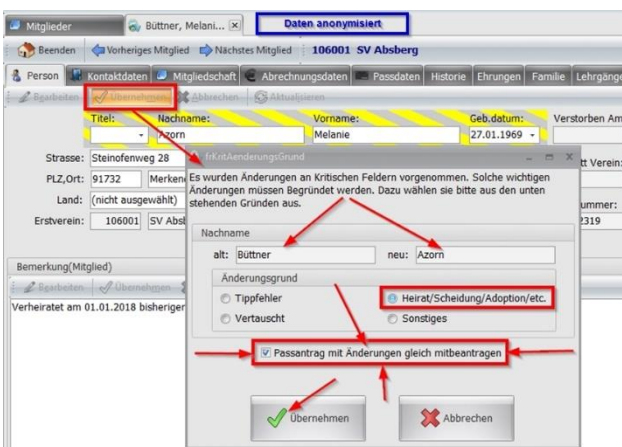 Mitglieder
Büttner, Melani...
Daten anonymisiert
Beenden
Vorheriges Mitglied
Nächstes Mitglied
106001 SV Absberg
Person
Kontaktdaten
Mitgliedschaft
Abrechnungsdaten
Passdaten
Historie
Ehrungen
Familie
Lehrgänge
Bearbeiten
Übernehmen
Abbrechen
Aktualisieren
Titel:
Nachname:
Vorname:
Geb.datum:
Verstorben Am
Azorn
Melanie
27.01.1969
Strasse:
Steinofenweg 28
PLZ,Ort:
91732
Land:
(nicht ausgewählt)
Erstverein:
106001
SV Abs
tt Verein:
ummer:
2319
frKritAenderungsGrund
Es wurden Änderungen an Kritischen Feldern vorgenommen. Solche wichtigen
Änderungen müssen Begründet werden. Dazu wählen sie bitte aus den unten
stehenden Gründen aus.
Nachname
alt:
Büttner
neu:
Azorn
Änderungsgrund
Tippfehler
Heirat/Scheidung/Adoption/etc.
Vertauscht
Sonstiges
Passantrag mit Änderungen gleich mitbeantragen
Übernehmen
Abbrechen
Bemerkung(Mitglied)
Bearbeiten
Übernehmen
Verheiratet am 01.01.2018 bisheriger